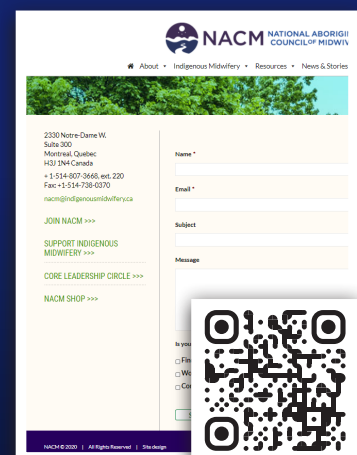 NACM NATIONAL ABORIGI
COUNCIL OF MIDWIV
About Indigenous Midwifery Resources News & Stories
2330 Notre-Dame W.
Suite 300
Montreal, Quebec
H3J 1N4 Canada
+ 1-514-807-3668, ext. 220
Fax: +1-514-738-0370
nacm@indigenousmidwifery.ca
JOIN NACM >>>
SUPPORT INDIGENOUS
MIDWIFERY >>>
CORE LEADERSHIP CIRCLE >>>
NACM SHOP >>>
Name *
Email *
Subject
Message
Is you
Fin
Wo
Co
S
NACM © 2020 | All Rights Reserved | Site design